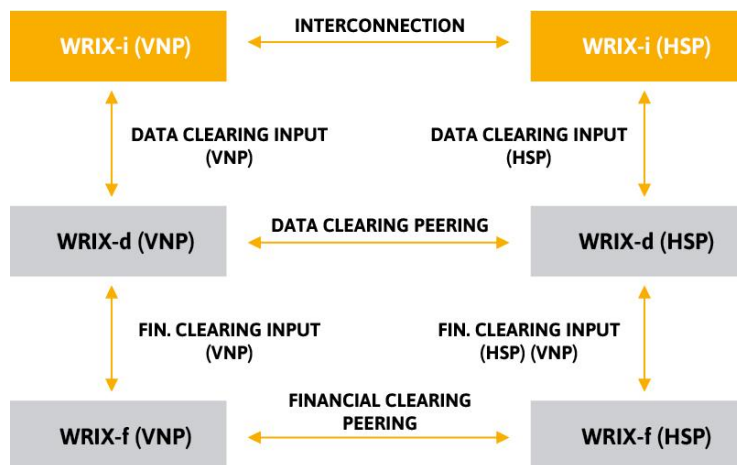 INTERCONNECTION
WRIX-i (VNP)
WRIX-i (HSP)
DATA CLEARING INPUT
(VNP)
DATA CLEARING INPUT
(HSP)
WRIX-d (VNP)
DATA CLEARING PEERING
WRIX-d (HSP)
FIN. CLEARING INPUT
(VNP)
FIN. CLEARING INPUT
(HSP) (VNP)
FINANCIAL CLEARING
PEERING
WRIX-f (VNP)
WRIX-f (HSP)